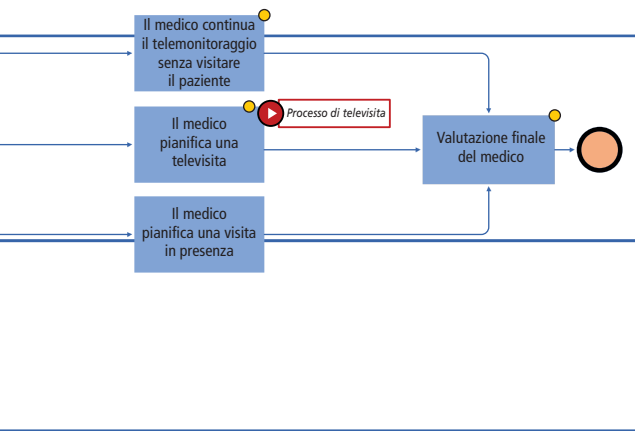 Il medico continua
il telemonitoraggio
senza visitare
il paziente
Il medico
pianifica una
televisita
Processo di televisita
Valutazione finale
del medico
Il medico
pianifica una visita
in presenza